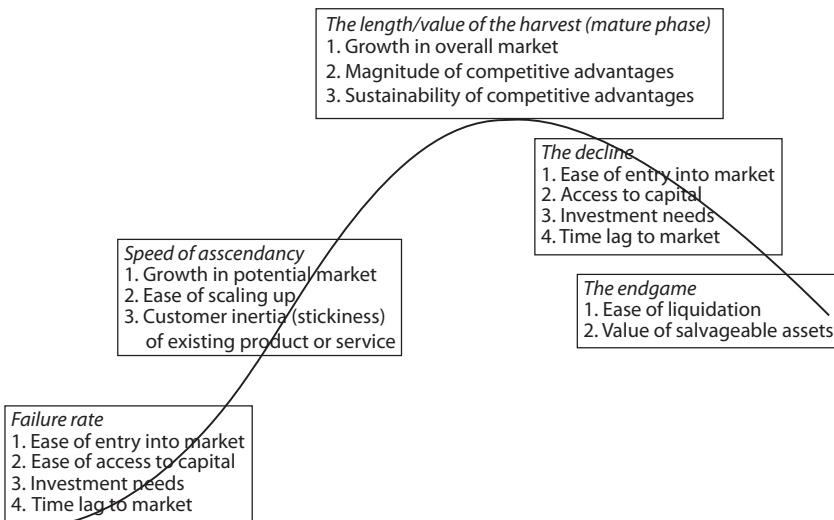 The length/value of the harvest (mature phase)
1. Growth in overall market
2. Magnitude of competitive advantages
3. Sustainability of competitive advantages
The decline
1. Ease of entry into market
2. Access to capital
3. Investment needs
4. Time lag to market
Speed of asscendancy
1. Growth in potential market
2. Ease of scaling up
3. Customer inertia (stickiness)
of existing product or service
The endgame
1. Ease of liquidation
2. Value of salvageable assets
Failure rate
1. Ease of entry into market
2. Ease of access to capital
3. Investment needs
4. Time lag to market